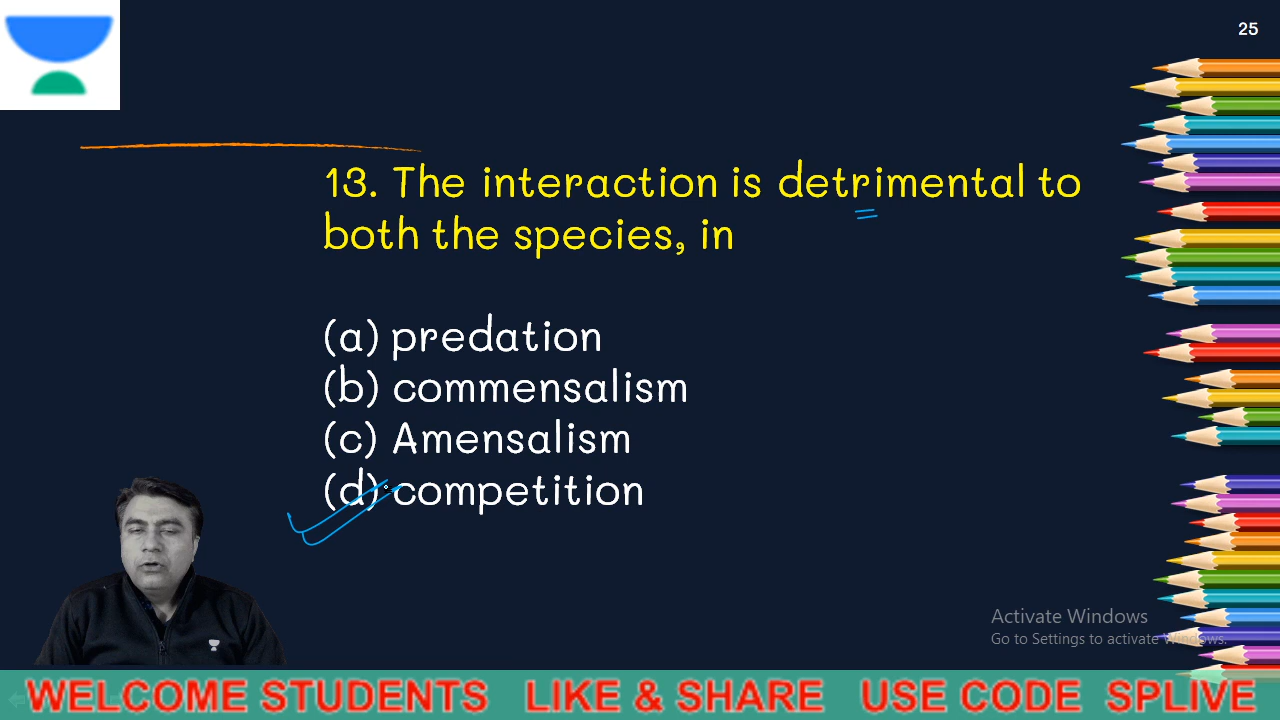 25
13. The interaction is detrimental to
both the species, in
(a) predation
(b) commensalism
(c) Amensalism
(d) competition
Activate Windows
Go to Settings to activate Windows.
WELCOME STUDENTS LIKE & SHARE USE CODE SPLIVE